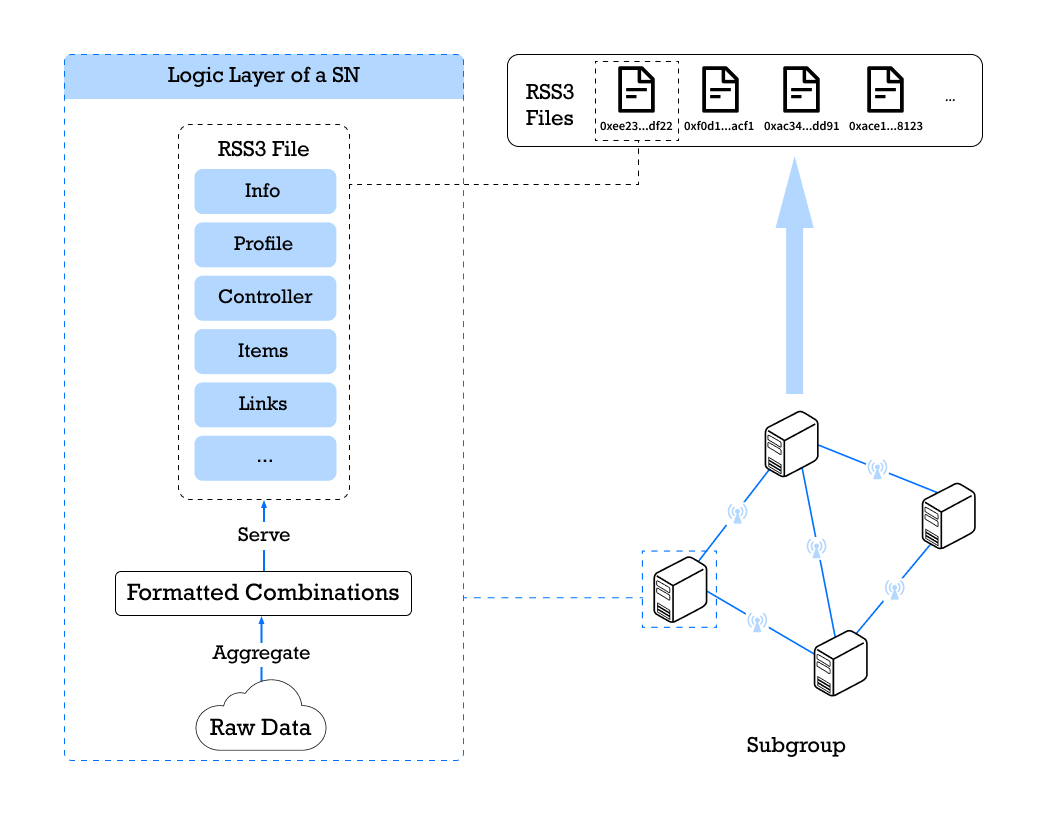 Logic Layer of a SN
RSS3 File
Info
Profile
Controller
Items
Links
...
Serve
Formatted Combinations
Aggregate
Raw Data
RSS3
Files
0xee23...df22
0xf0d1...acf1
0xac34...dd91
0xace1...8123
...
Subgroup